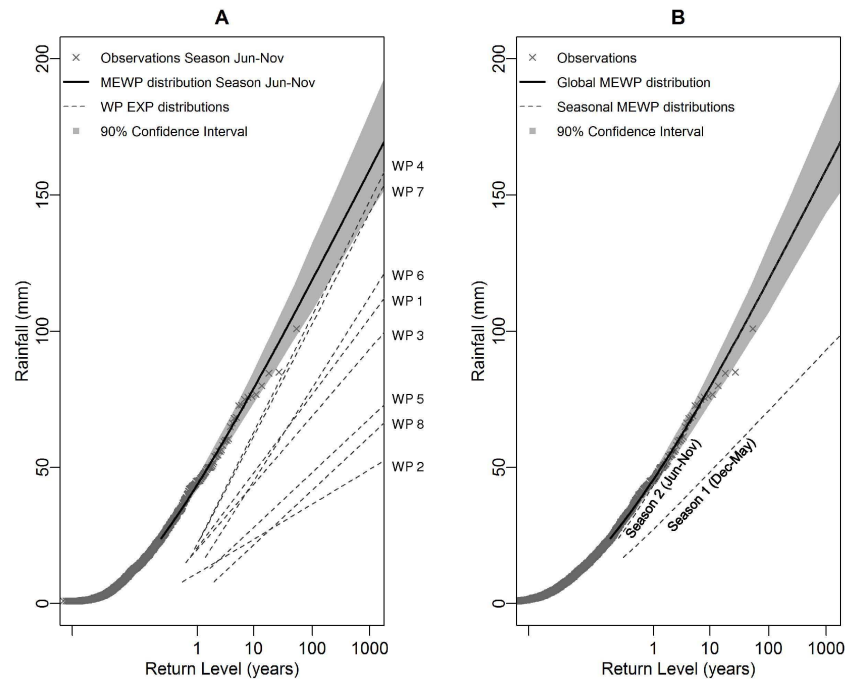 A
Observations Season Jun-Nov
MEWP distribution Season Jun-Nov
WP EXP distributions
90% Confidence Interval
WP 4
WP 7
WP 6
WP 1
WP 3
WP 5
WP 8
WP 2
Rainfall (mm)
0
50
100
150
200
1
10
100
1000
Return Level (years)
B
Observations
Global MEWP distribution
Seasonal MEWP distributions
90% Confidence Interval
Season 2 (Jun-Nov)
Season 1 (Dec-May)
Rainfall (mm)
0
50
100
150
200
1
10
100
1000
Return Level (years)